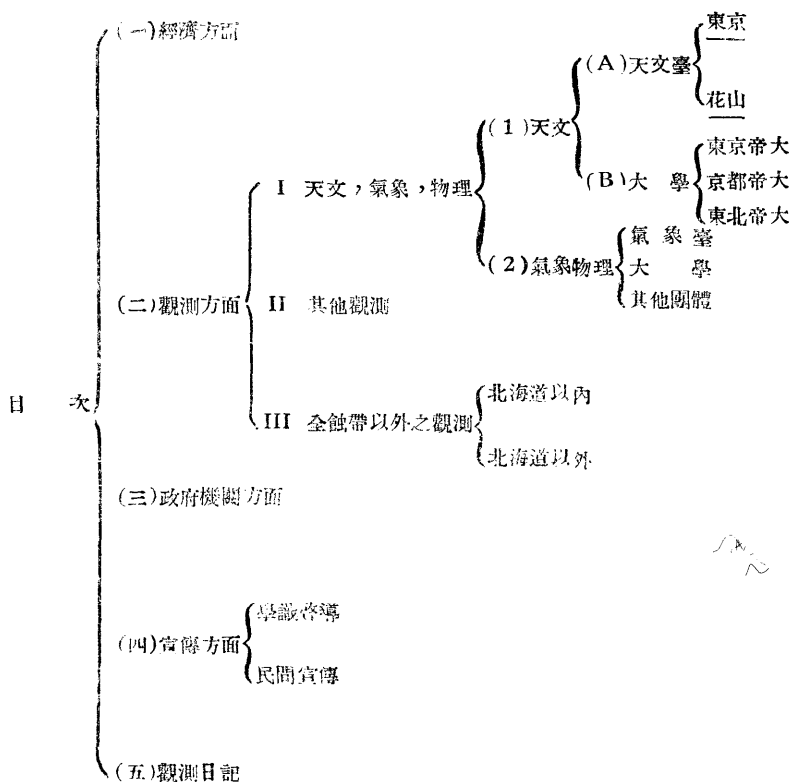 目次
(一)經濟方面
(二)觀測方面
I 天文,氣象,物理
(1)天文
(A)天文臺
東京
花山
(B)大學
東京帝大
京都帝大
東北帝大
(2)氣象物理
氣象臺
大學
其他團體
II 其他觀測
III 全蝕帶以外之觀測
北海道以內
北海道以外
(三)政府機關方面
(四)宣傳方面
學識啓導
民間宣傳
(五)觀測日記